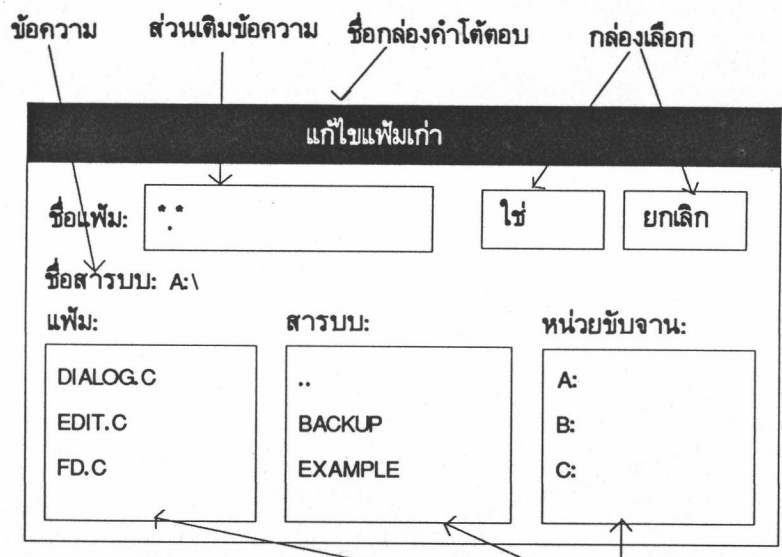 ข้อความ ส่วนเติมข้อความ ชื่อกล่องคำโต้ตอบ กล่องเลือก
แก้ไขแฟ้มเก่า
ชื่อแฟ้ม: *.* ใช่ ยกเลิก
ชื่อสารบบ: A:\
แฟ้ม: สารบบ: หน่วยขับจาน:
DIALOG.C .. A:
EDIT.C BACKUP B:
FD.C EXAMPLE C: